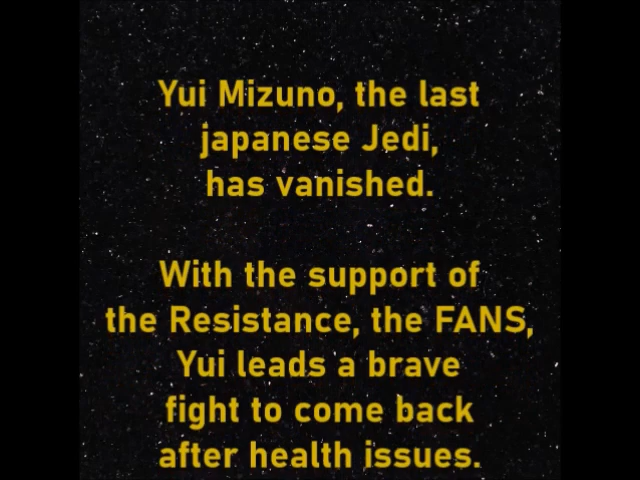 Yui Mizuno, the last
japanese Jedi,
has vanished.
With the support of
the Resistance, the FANS,
Yui leads a brave
fight to come back
after health issues.